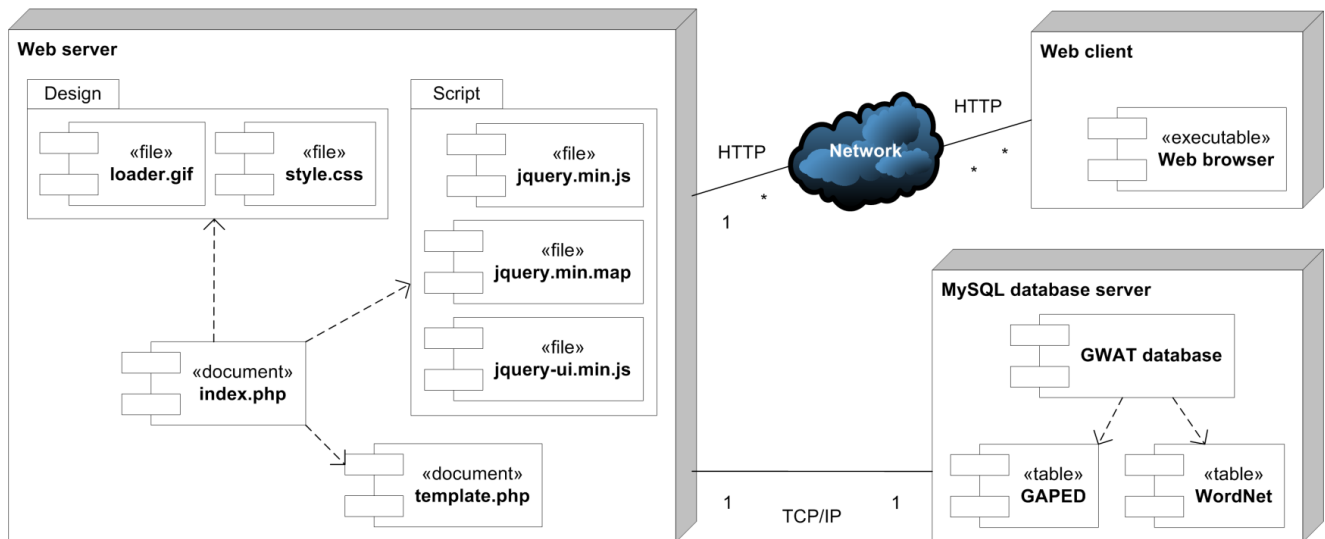 Web server
Design
«file»
loader.gif
«file»
style.css
Script
«file»
jquery.min.js
«file»
jquery.min.map
«file»
jquery-ui.min.js
«document»
index.php
«document»
template.php
HTTP
1
*
Network
HTTP
*
*
Web client
«executable»
Web browser
MySQL database server
GWAT database
«table»
GAPED
«table»
WordNet
1
TCP/IP
1